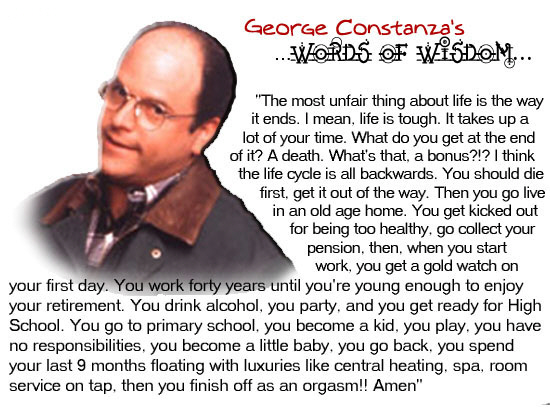 George Constanza's
...WORDS OF WISDOM...
"The most unfair thing about life is the way
it ends. I mean, life is tough. It takes up a
lot of your time. What do you get at the end
of it? A death. What's that, a bonus?!? I think
the life cycle is all backwards. You should die
first, get it out of the way. Then you go live
in an old age home. You get kicked out
for being too healthy, go collect your
pension, then, when you start
work, you get a gold watch on
your first day. You work forty years until you're young enough to enjoy
your retirement. You drink alcohol, you party, and you get ready for High
School. You go to primary school, you become a kid, you play, you have
no responsibilities, you become a little baby, you go back, you spend
your last 9 months floating with luxuries like central heating, spa, room
service on tap, then you finish off as an orgasm!! Amen"